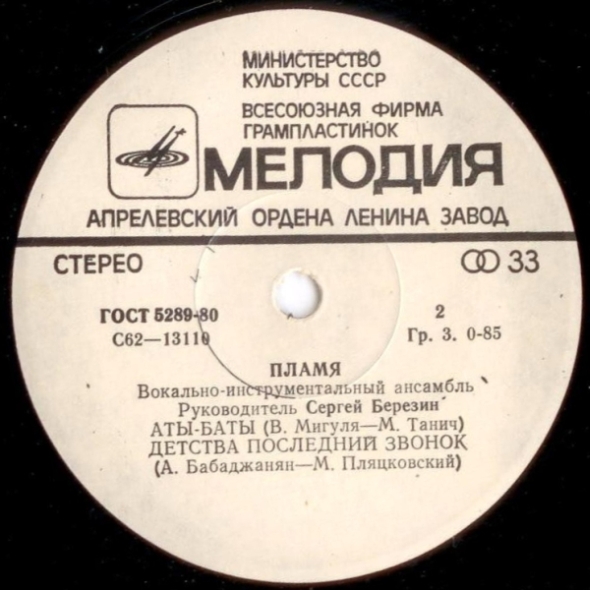 МИНИСТЕРСТВО
КУЛЬТУРЫ СССР
ВСЕСОЮЗНАЯ ФИРМА
ГРАМПЛАСТИНОК
МЕЛОДИЯ
АПРЕЛЕВСКИЙ ОРДЕНА ЛЕНИНА ЗАВОД
СТЕРЕО 33
ГОСТ 5289-80 2
С62—13110 Гр. 3. 0-85
ПЛАМЯ
Вокально-инструментальный ансамбль
Руководитель Сергей Березин
АТЫ-БАТЫ (В. Мигуля—М. Танич)
ДЕТСТВА ПОСЛЕДНИЙ ЗВОНОК
(А. Бабаджанян—М. Пляцковский)